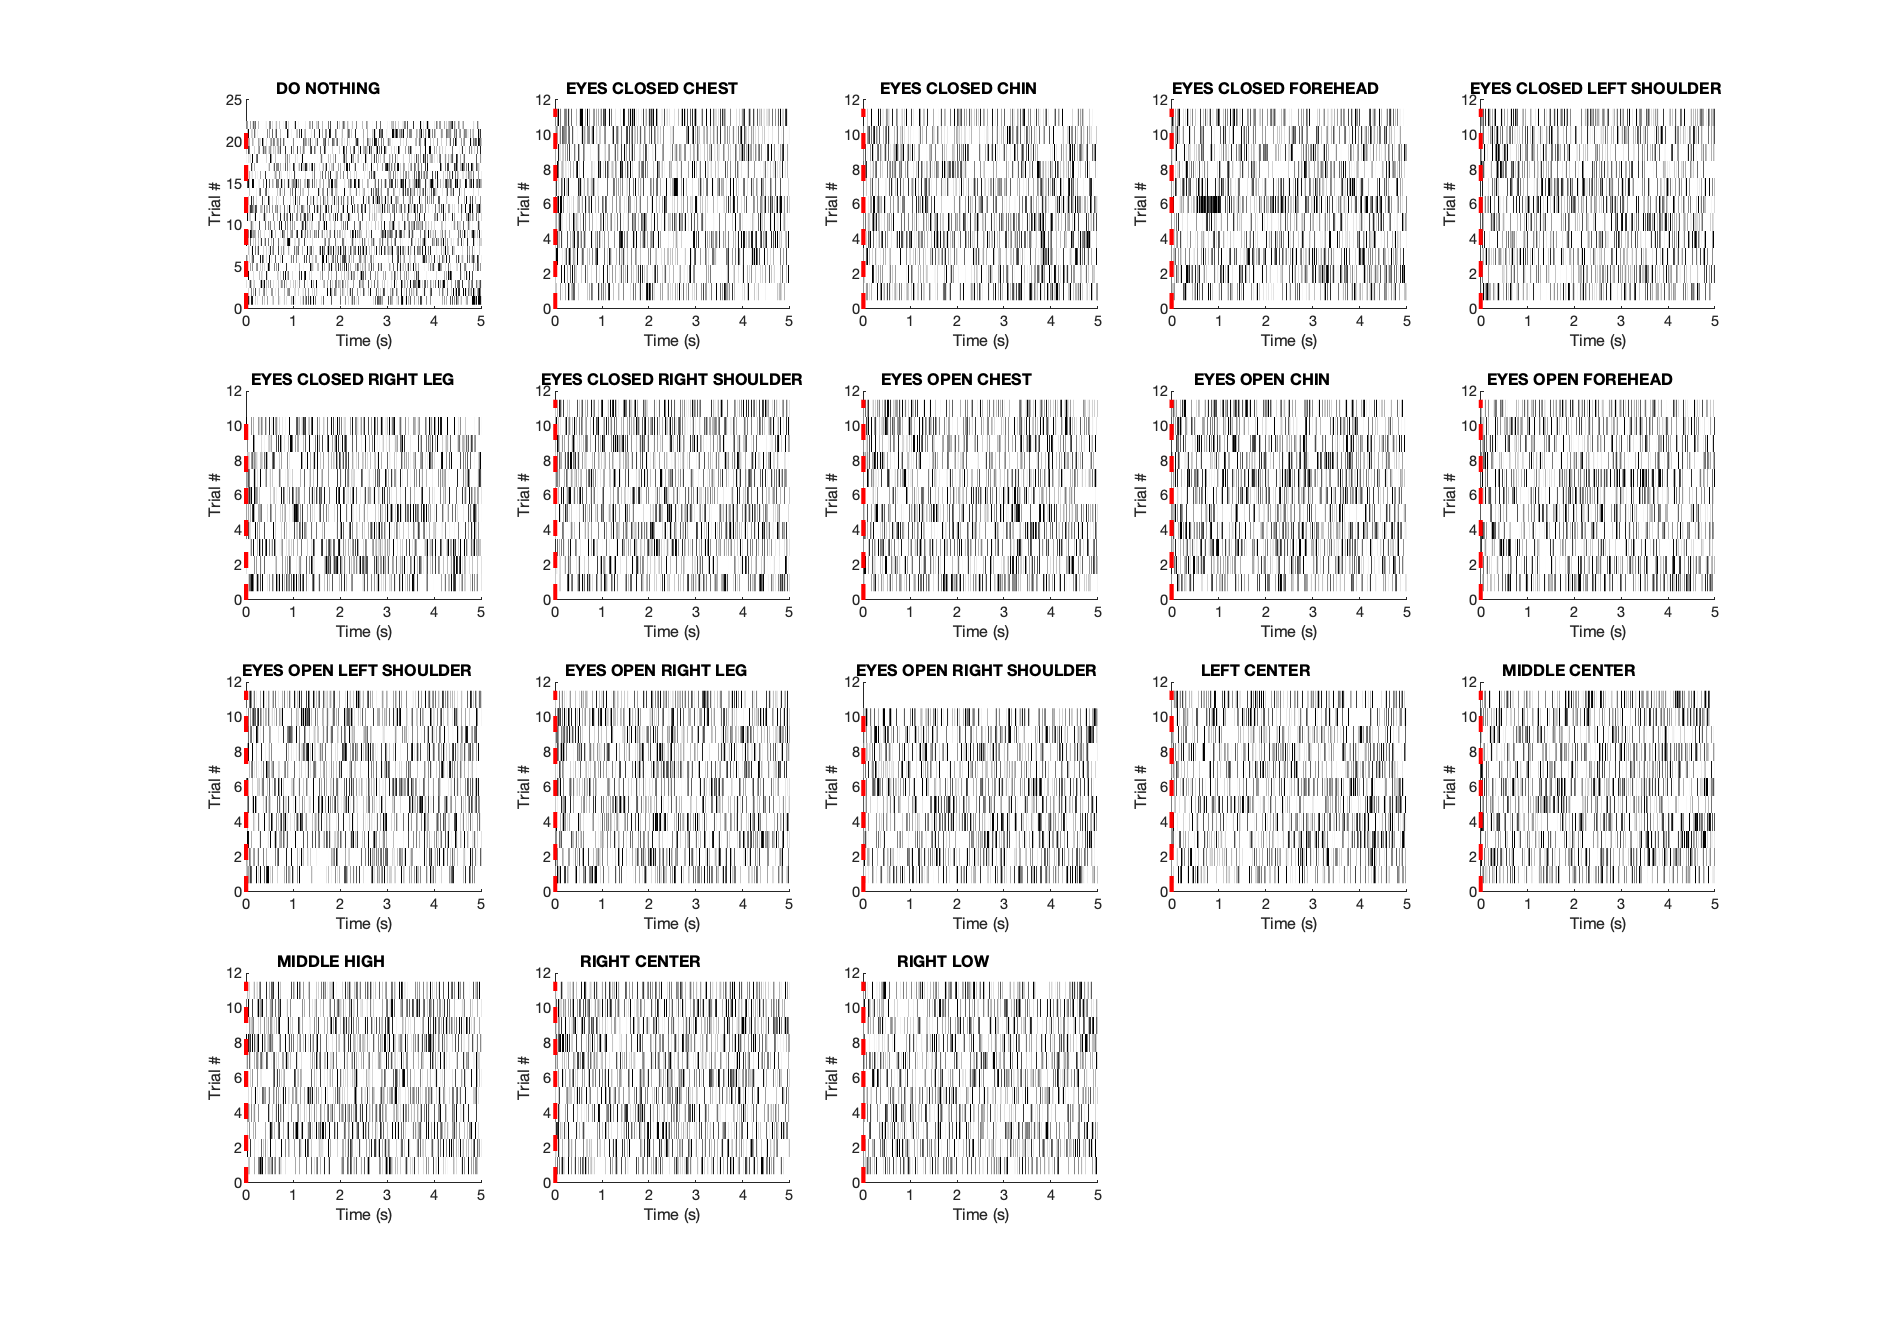 DO NOTHING
25
20
15
10
5
0
Trial #
0 1 2 3 4 5
Time (s)
EYES CLOSED CHEST
12
10
8
6
4
2
0
Trial #
0 1 2 3 4 5
Time (s)
EYES CLOSED CHIN
12
10
8
6
4
2
0
Trial #
0 1 2 3 4 5
Time (s)
EYES CLOSED FOREHEAD
12
10
8
6
4
2
0
Trial #
0 1 2 3 4 5
Time (s)
EYES CLOSED LEFT SHOULDER
12
10
8
6
4
2
0
Trial #
0 1 2 3 4 5
Time (s)
EYES CLOSED RIGHT LEG
12
10
8
6
4
2
0
Trial #
0 1 2 3 4 5
Time (s)
EYES CLOSED RIGHT SHOULDER
12
10
8
6
4
2
0
Trial #
0 1 2 3 4 5
Time (s)
EYES OPEN CHEST
12
10
8
6
4
2
0
Trial #
0 1 2 3 4 5
Time (s)
EYES OPEN CHIN
12
10
8
6
4
2
0
Trial #
0 1 2 3 4 5
Time (s)
EYES OPEN FOREHEAD
12
10
8
6
4
2
0
Trial #
0 1 2 3 4 5
Time (s)
EYES OPEN LEFT SHOULDER
12
10
8
6
4
2
0
Trial #
0 1 2 3 4 5
Time (s)
EYES OPEN RIGHT LEG
12
10
8
6
4
2
0
Trial #
0 1 2 3 4 5
Time (s)
EYES OPEN RIGHT SHOULDER
12
10
8
6
4
2
0
Trial #
0 1 2 3 4 5
Time (s)
LEFT CENTER
12
10
8
6
4
2
0
Trial #
0 1 2 3 4 5
Time (s)
MIDDLE CENTER
12
10
8
6
4
2
0
Trial #
0 1 2 3 4 5
Time (s)
MIDDLE HIGH
12
10
8
6
4
2
0
Trial #
0 1 2 3 4 5
Time (s)
RIGHT CENTER
12
10
8
6
4
2
0
Trial #
0 1 2 3 4 5
Time (s)
RIGHT LOW
12
10
8
6
4
2
0
Trial #
0 1 2 3 4 5
Time (s)